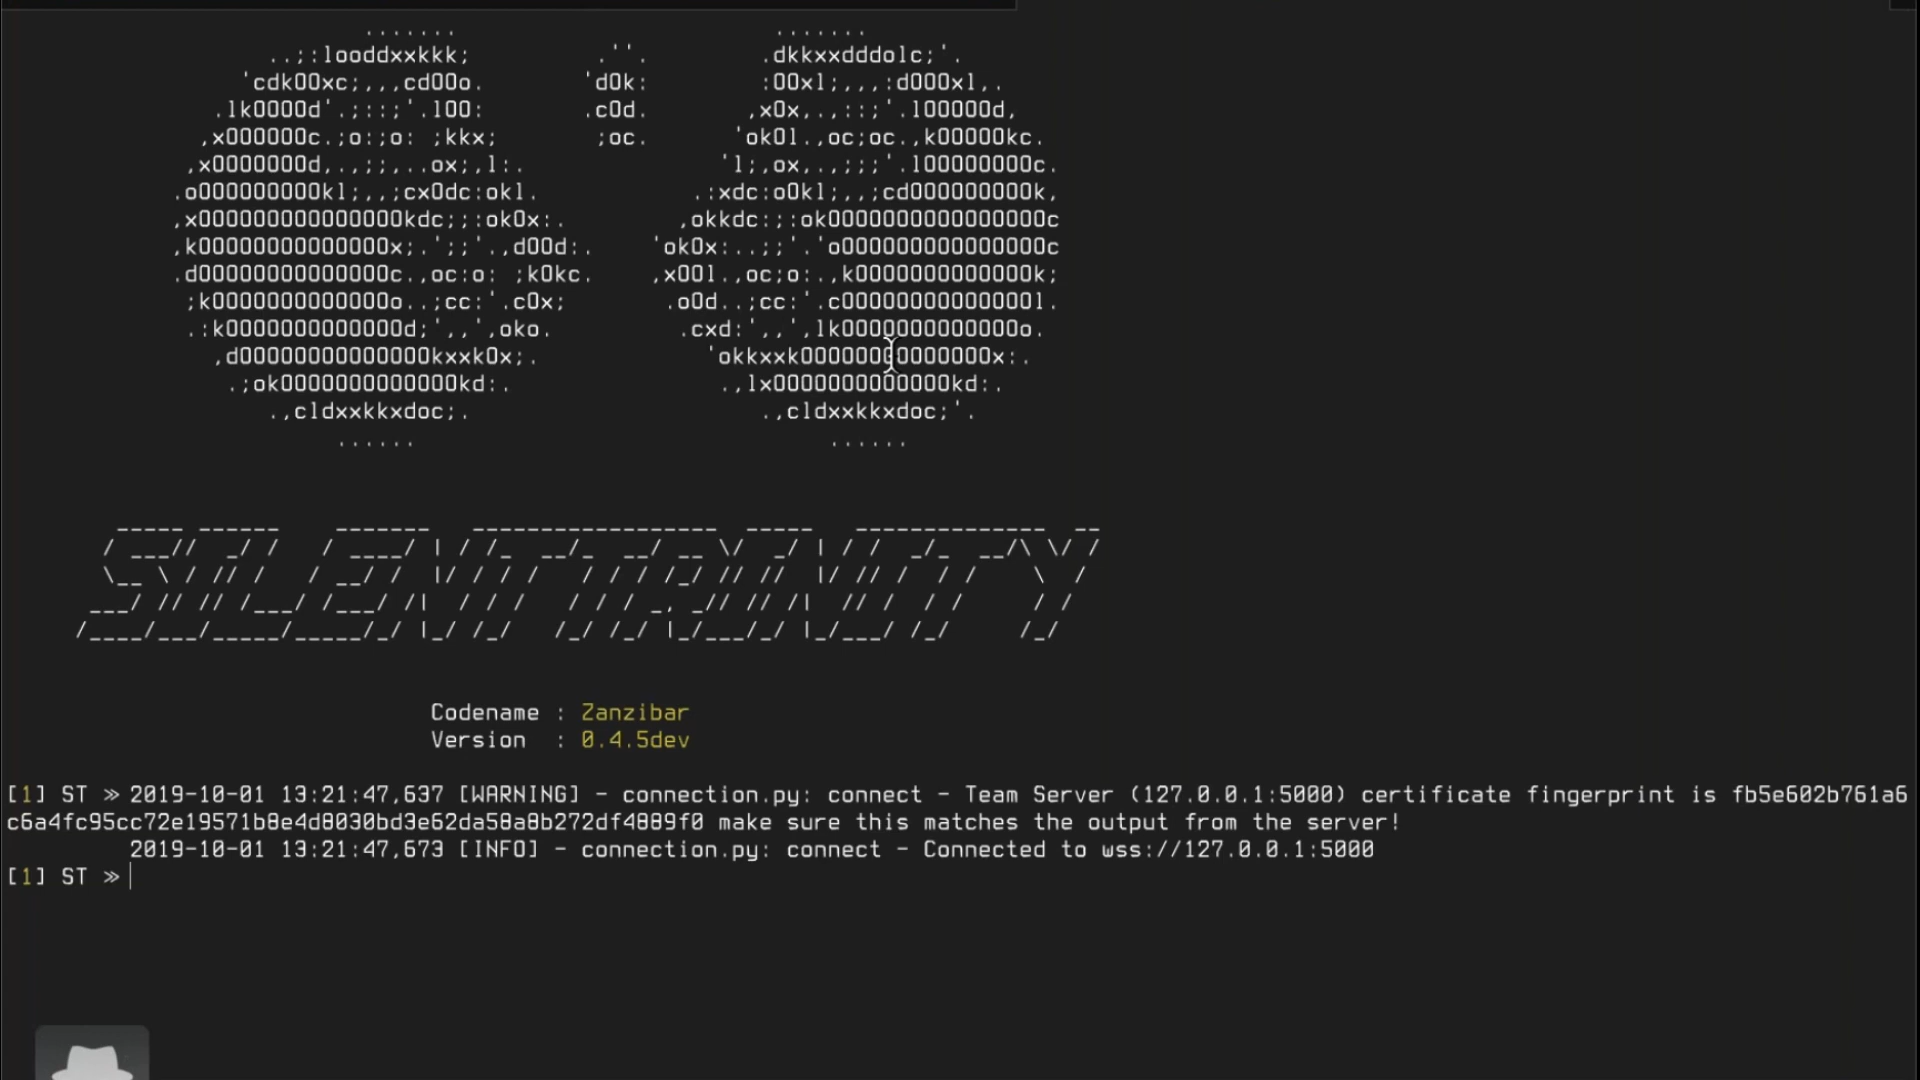 SILENTTRINITY
Codename : Zanzibar
Version  : 0.4.5dev
[1] ST ≫ 2019-10-01 13:21:47,637 [WARNING] - connection.py: connect - Team Server (127.0.0.1:5000) certificate fingerprint is fb5e602b761a6
c6a4fc95cc72e19571b8e4d8030bd3e62da58a8b272df4889f0 make sure this matches the output from the server!
2019-10-01 13:21:47,673 [INFO] - connection.py: connect - Connected to wss://127.0.0.1:5000
[1] ST ≫